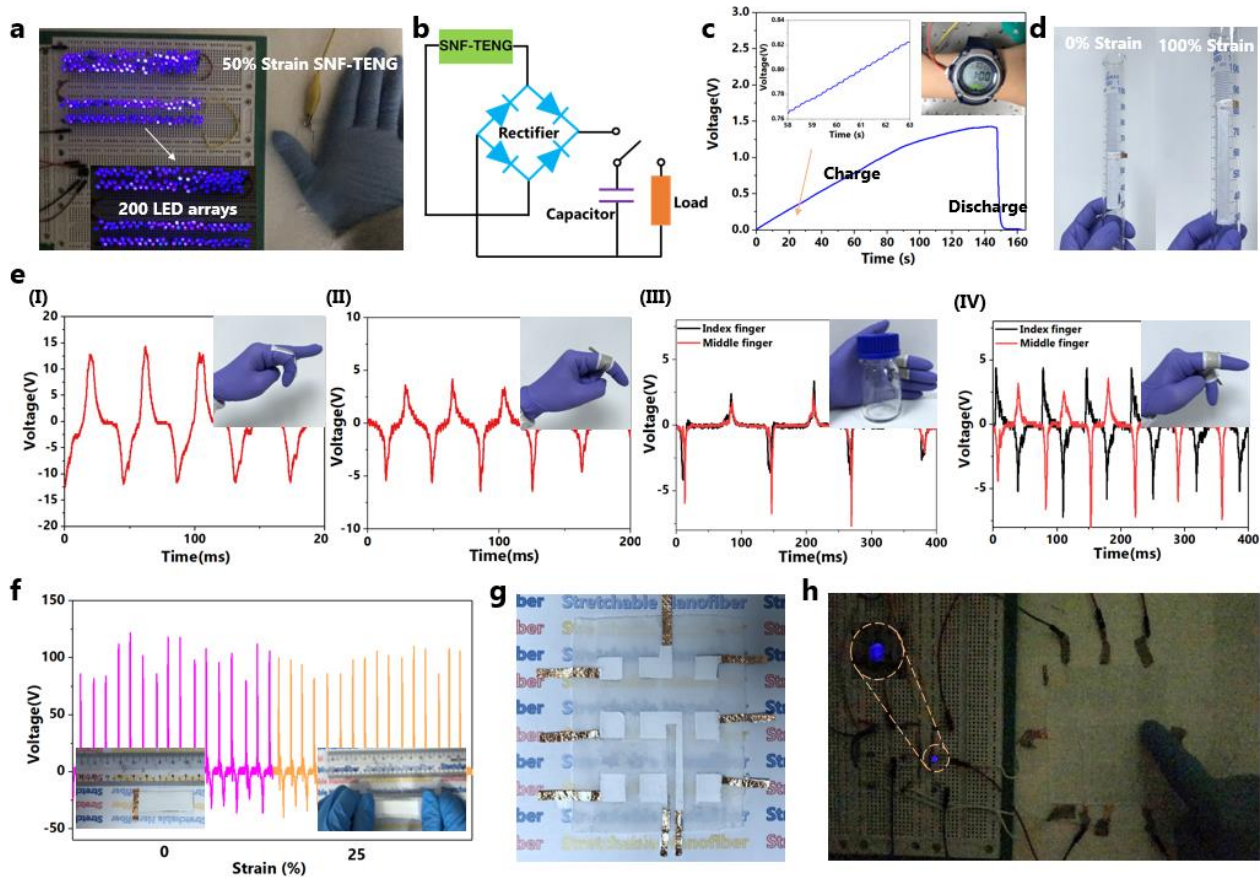 a
50% Strain SNF-TENG
200 LED arrays
b
SNF-TENG
Rectifier
Capacitor
Load
c
Voltage(V)
3.0
2.5
2.0
1.5
1.0
0.5
0.0
0 20 40 60 80 100 120 140 160
Time (s)
Voltage(V)
0.84
0.82
0.80
0.78
0.76
58 59 60 61 62 63
Time (s)
Charge
Discharge
d
0% Strain
100% Strain
e
(I)
Voltage(V)
20
15
10
5
0
-5
-10
-15
-20
0 100 20
Time(ms)
(II)
Voltage(V)
10
5
0
-5
-10
0 100 200
Time(ms)
(III)
Index finger
Middle finger
Voltage(V)
5
0
-5
0 100 200 300 400
Time(ms)
(IV)
Index finger
Middle finger
Voltage(V)
5
0
-5
0 100 200 300 400
Time(ms)
f
Voltage(V)
150
100
50
0
-50
0 25
Strain (%)
g
ber Stretchable Nanofiber Str
h